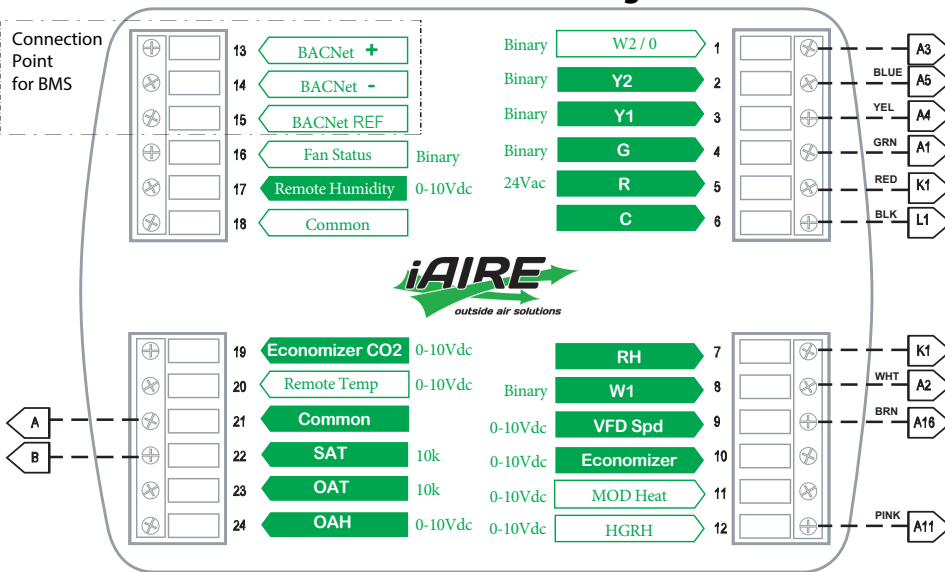 Connection
Point
for BMS
13 BACNet +
14 BACNet -
15 BACNet REF
16 Fan Status Binary
17 Remote Humidity 0-10Vdc
18 Common
Binary W2 / 0 1 A3
Binary Y2 2 BLUE A5
Binary Y1 3 YEL A4
Binary G 4 GRN A1
24Vac R 5 RED K1
C 6 BLK L1
iAIRE
outside air solutions
19 Economizer CO2 0-10Vdc
20 Remote Temp 0-10Vdc
A 21 Common
B 22 SAT 10k
23 OAT 10k
24 OAH 0-10Vdc
RH 7 K1
Binary W1 8 WHT A2
0-10Vdc VFD Spd 9 BRN A16
0-10Vdc Economizer 10
0-10Vdc MOD Heat 11
0-10Vdc HGRH 12 PINK A11